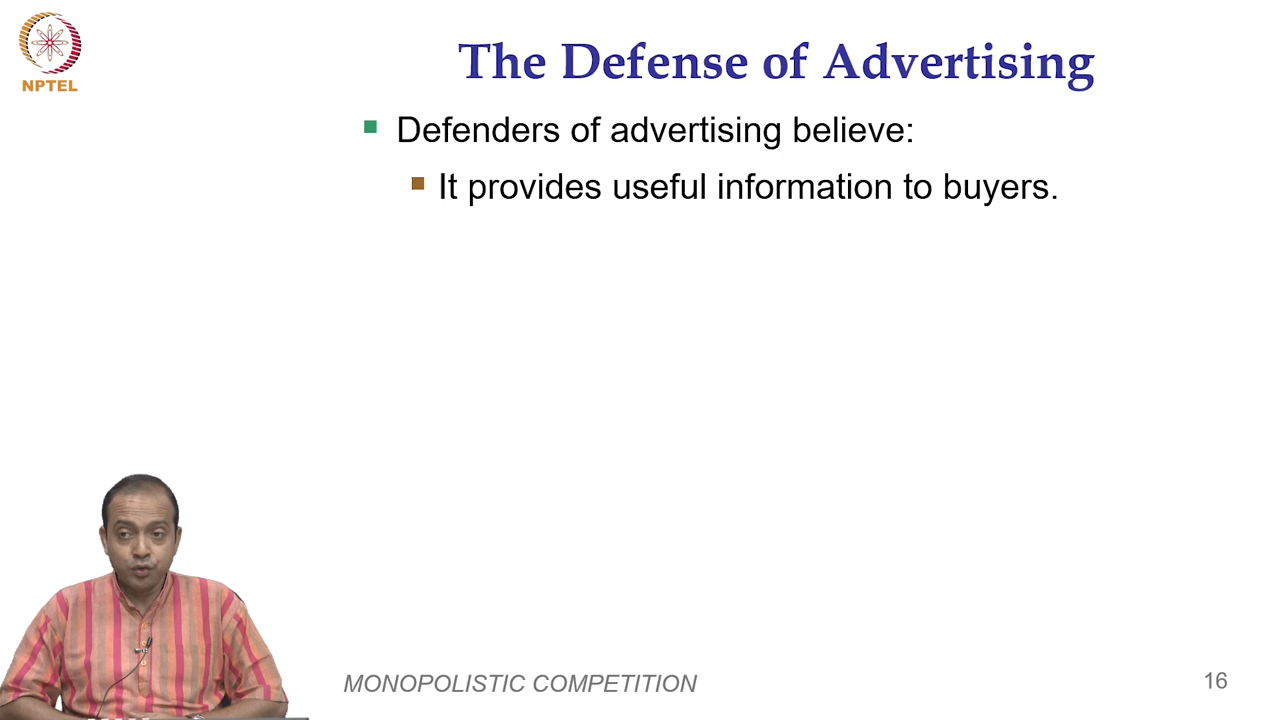 NPTEL
The Defense of Advertising
Defenders of advertising believe:
It provides useful information to buyers.
MONOPOLISTIC COMPETITION
16